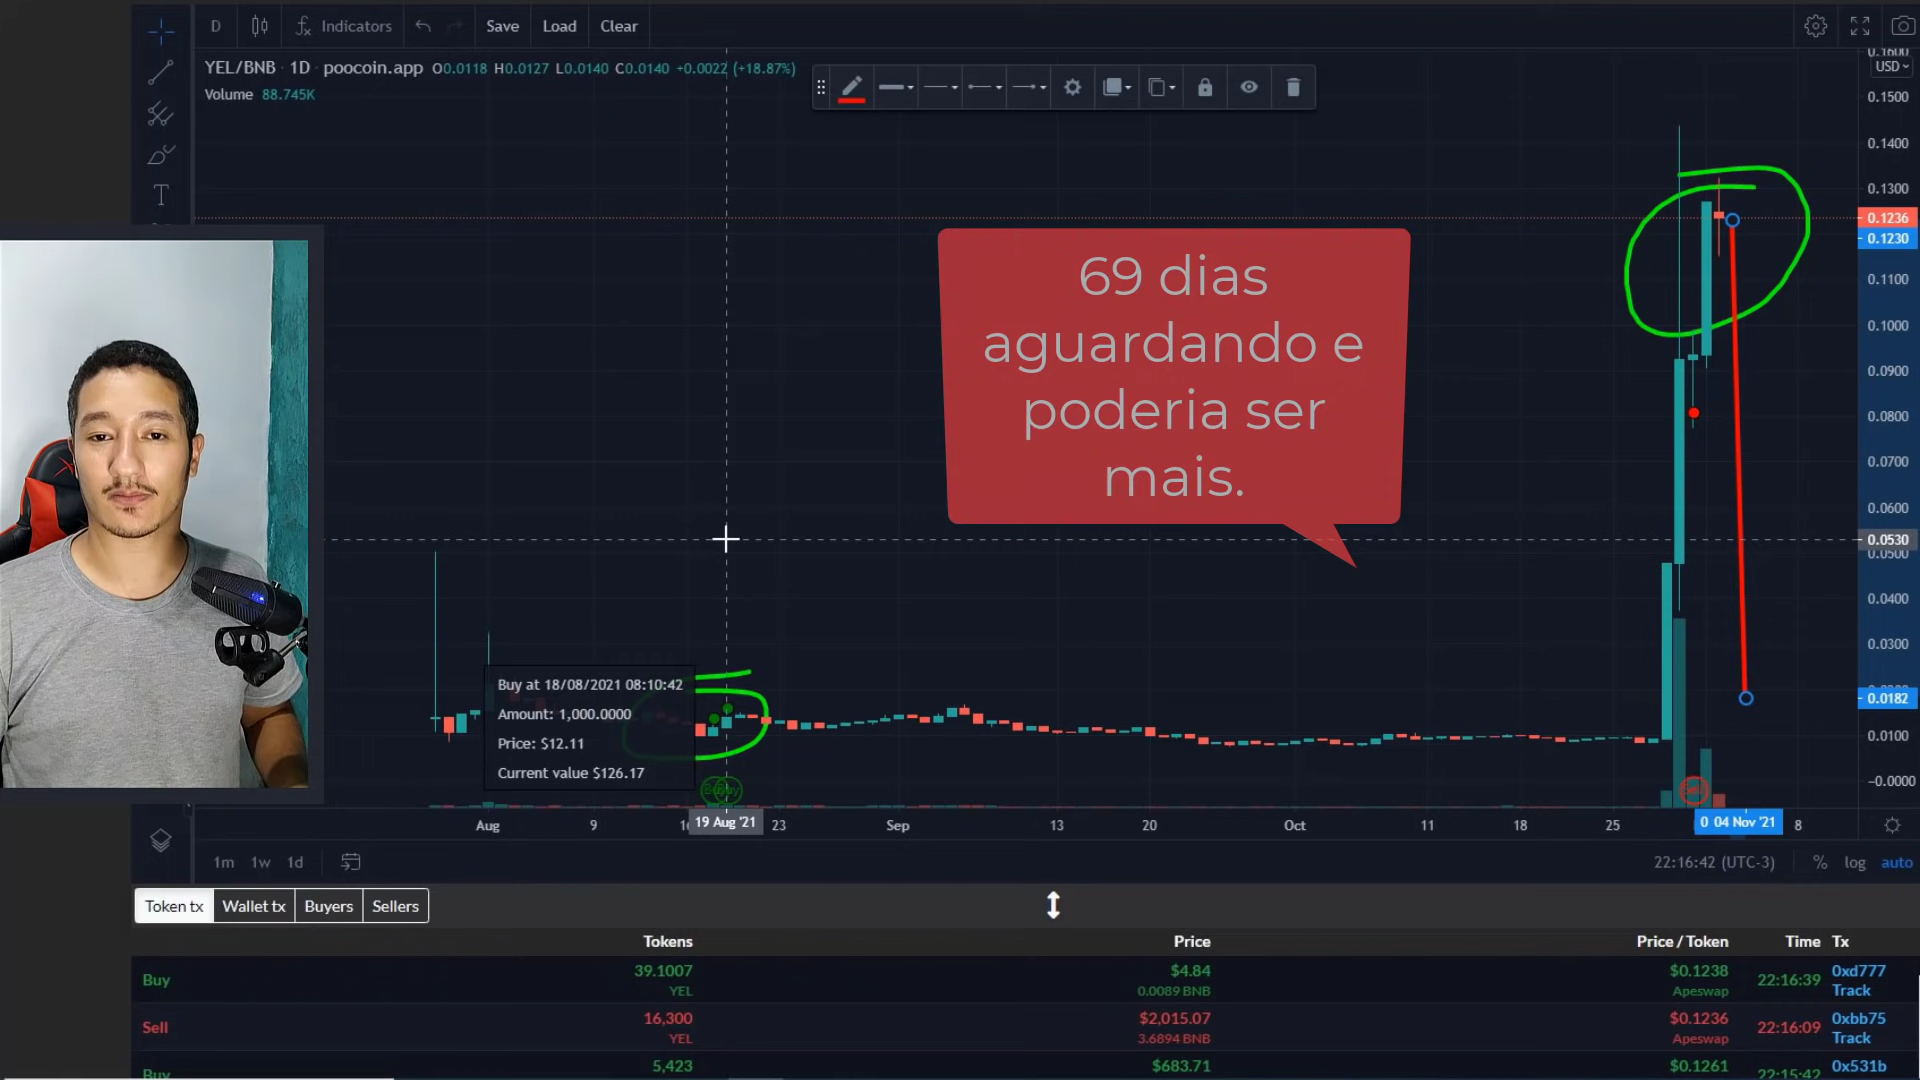 D
Indicators
Save
Load
Clear
YEL/BNB · 1D · poocoin.app O0.0118 H0.0127 L0.0140 C0.0140 +0.0022 (+18.87%)
Volume 88.745K
T
0.1600
USD
0.1500
0.1400
0.1300
0.1236
0.1230
0.1100
0.1000
0.0900
0.0800
0.0700
0.0600
0.0530
0.0500
0.0400
0.0300
0.0182
0.0100
−0.0000
69 dias
aguardando e
poderia ser
mais.
Buy at 18/08/2021 08:10:42
Amount: 1,000.0000
Price: $12.11
Current value $126.17
Aug
9
19 Aug '21
23
Sep
13
20
Oct
11
18
25
04 Nov '21
8
1m 1w 1d
22:16:42 (UTC-3) % log auto
Token tx Wallet tx Buyers Sellers
Tokens Price Price / Token Time Tx
Buy 39.1007 $4.84 $0.1238 22:16:39 0xd777
YEL 0.0089 BNB Apeswap Track
Sell 16,300 $2,015.07 $0.1236 22:16:09 0xbb75
YEL 3.6894 BNB Apeswap Track
Buy 5,423 $683.71 $0.1261 22:15:42 0x531b